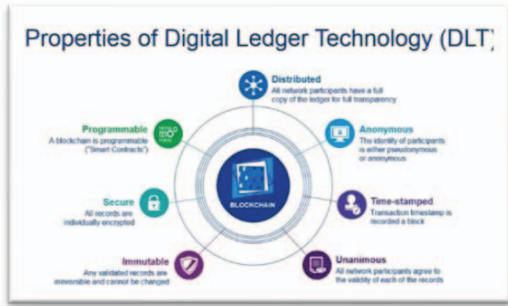 Properties of Digital Ledger Technology (DLT)
Distributed
All network participants have a full
copy of the ledger for full transparency
Programmable
A blockchain is programmable
("Smart Contracts")
Anonymous
The identity of participants
is either pseudonymous
or anonymous
BLOCKCHAIN
Secure
All records are
individually encrypted
Time-stamped
Transaction timestamp is
recorded a block
Immutable
Any validated records are
irreversible and cannot be changed
Unanimous
All network participants agree to
the validity of each of the records